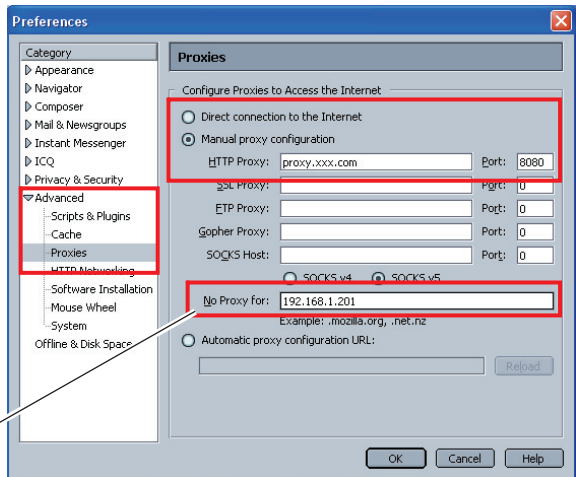 Preferences
Category
Appearance
Navigator
Composer
Mail & Newsgroups
Instant Messenger
ICQ
Privacy & Security
Advanced
Scripts & Plugins
Cache
Proxies
HTTP Networking
Software Installation
Mouse Wheel
System
Offline & Disk Space
Proxies
Configure Proxies to Access the Internet
Direct connection to the Internet
Manual proxy configuration
HTTP Proxy: proxy.xxx.com Port: 8080
SSL Proxy: Port: 0
FTP Proxy: Port: 0
Gopher Proxy: Port: 0
SOCKS Host: Port: 0
SOCKS v4 SOCKS v5
No Proxy for: 192.168.1.201
Example: .mozilla.org, .net.nz
Automatic proxy configuration URL:
Reload
OK Cancel Help